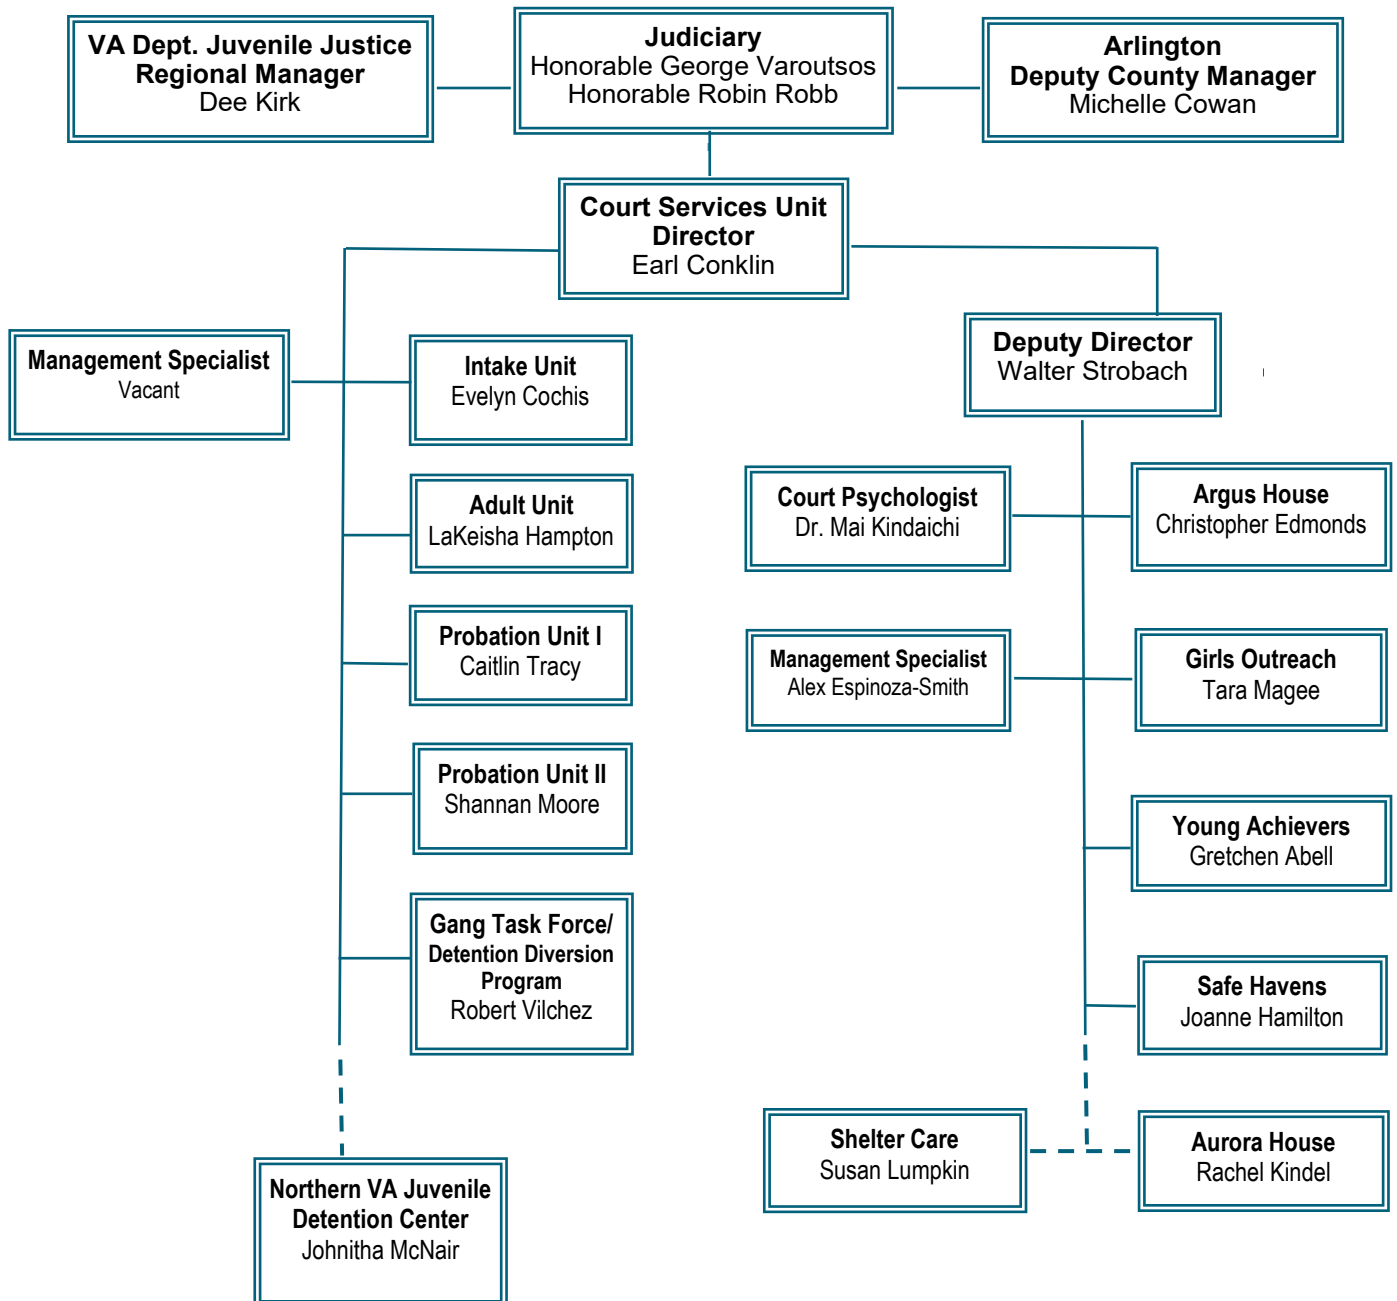 VA Dept. Juvenile Justice
Regional Manager
Dee Kirk
Judiciary
Honorable George Varoutsos
Honorable Robin Robb
Arlington
Deputy County Manager
Michelle Cowan
Court Services Unit
Director
Earl Conklin
Management Specialist
Vacant
Intake Unit
Evelyn Cochis
Deputy Director
Walter Strobach
Adult Unit
LaKeisha Hampton
Court Psychologist
Dr. Mai Kindaichi
Argus House
Christopher Edmonds
Probation Unit I
Caitlin Tracy
Management Specialist
Alex Espinoza-Smith
Girls Outreach
Tara Magee
Probation Unit II
Shannan Moore
Young Achievers
Gretchen Abell
Gang Task Force/
Detention Diversion
Program
Robert Vilchez
Safe Havens
Joanne Hamilton
Northern VA Juvenile
Detention Center
Johnitha McNair
Shelter Care
Susan Lumpkin
Aurora House
Rachel Kindel